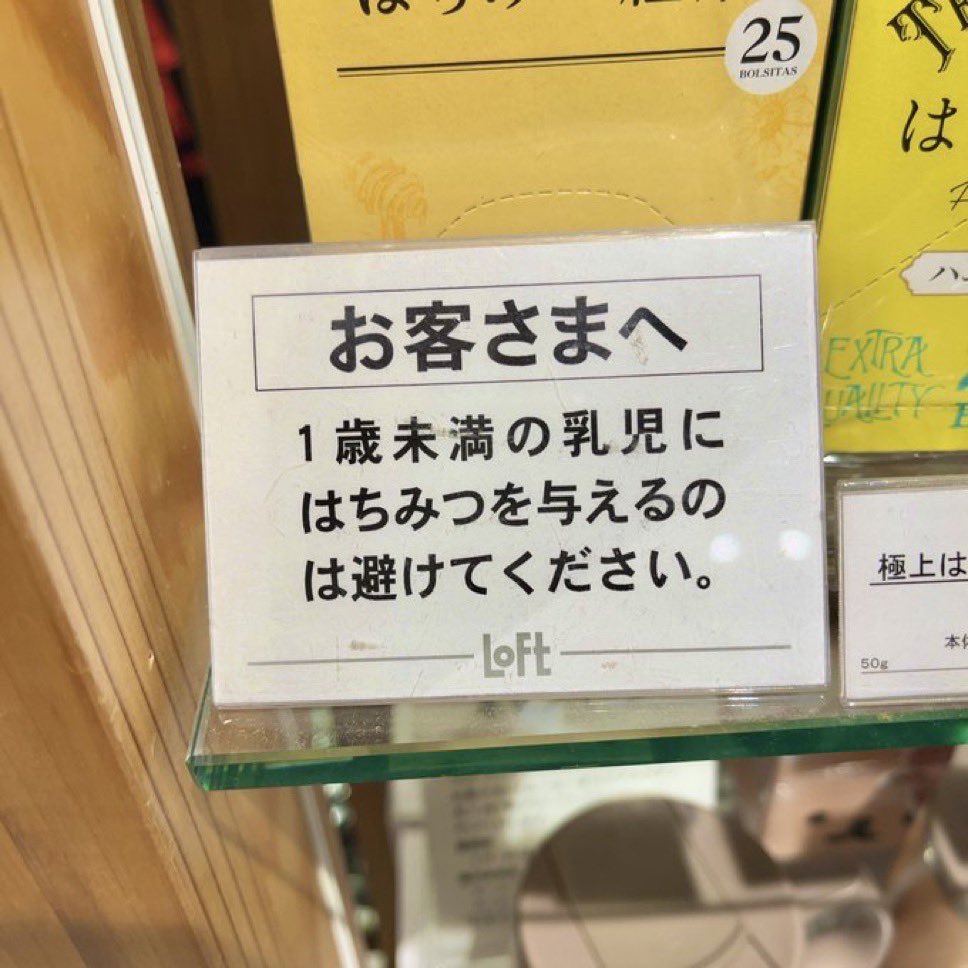 25
BOLSITAS
は
EXTRA
お客さまへ
1歳未満の乳児に
はちみつを与えるの
は避けてください。
LOFT
極上は
50g